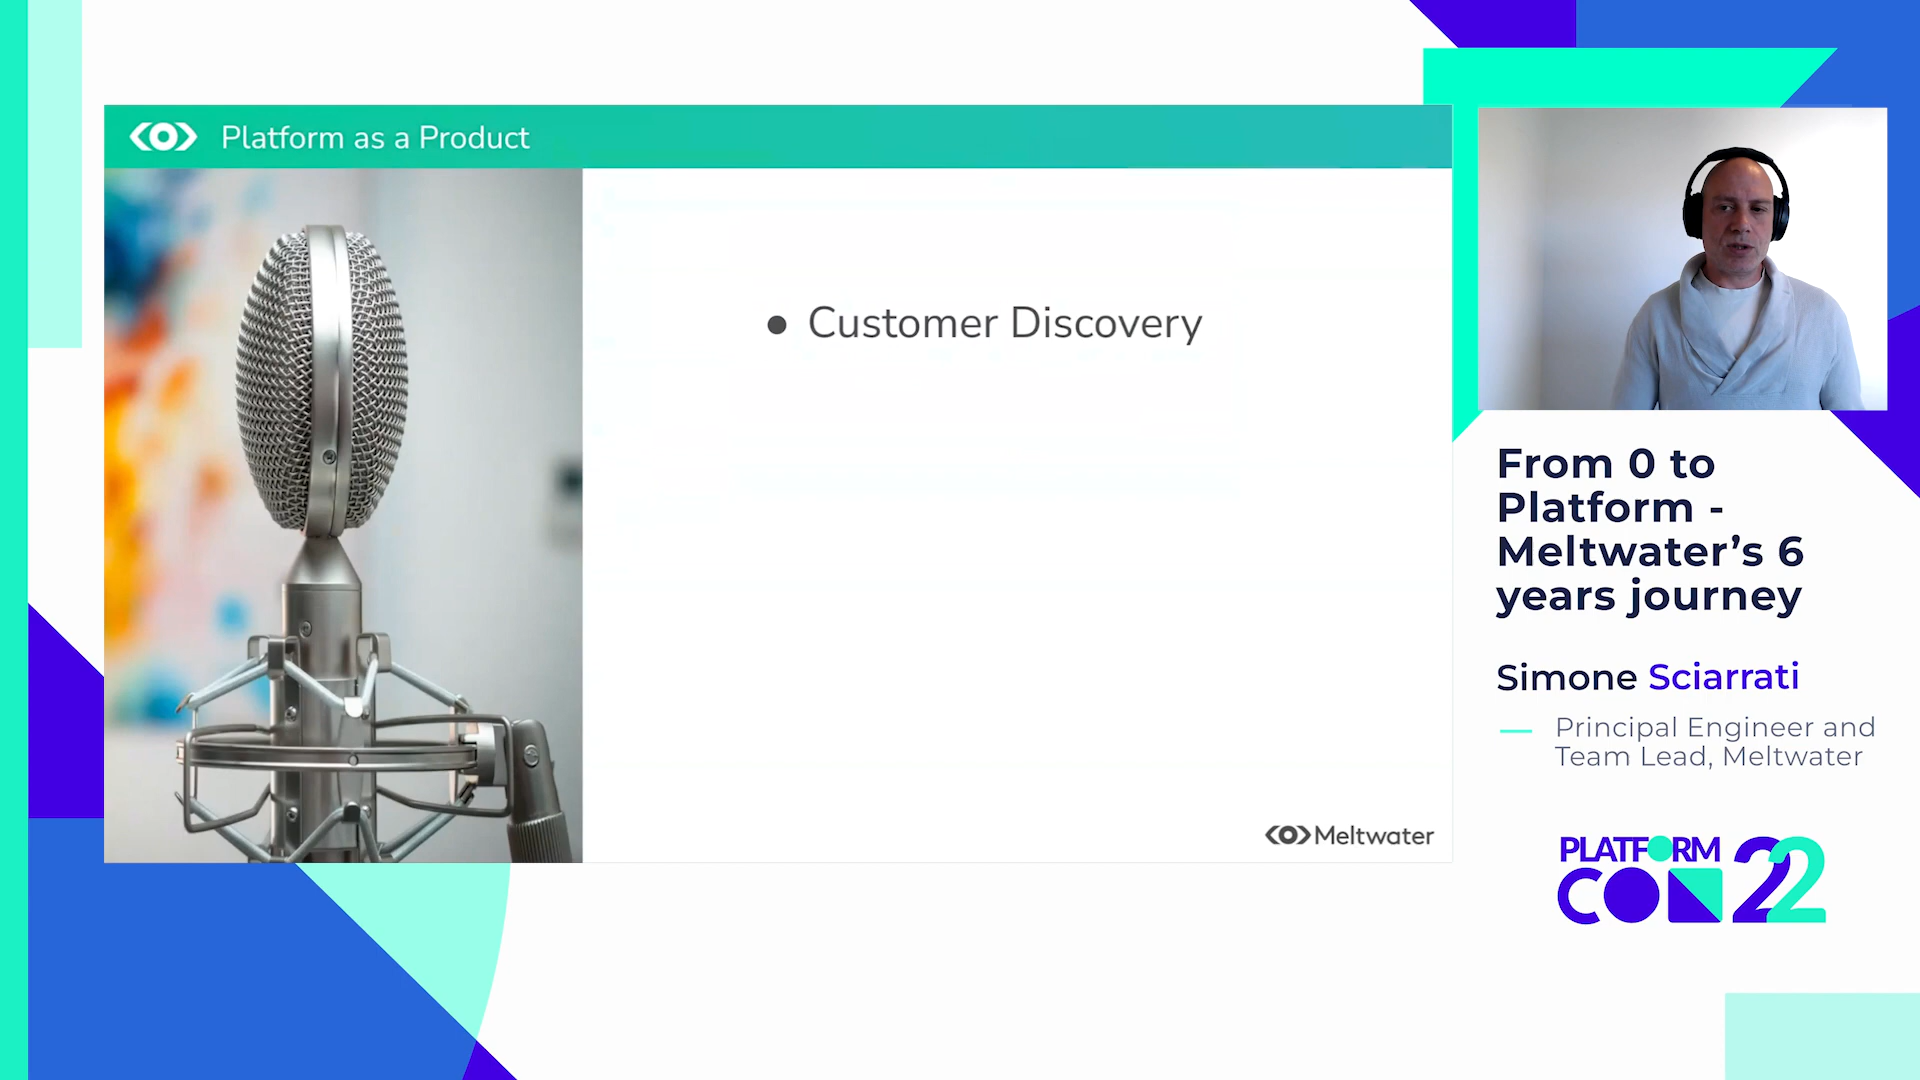 Platform as a Product
● Customer Discovery
Meltwater
From 0 to
Platform -
Meltwater’s 6
years journey
Simone Sciarrati
Principal Engineer and
Team Lead, Meltwater
PLATFORM
CON 22